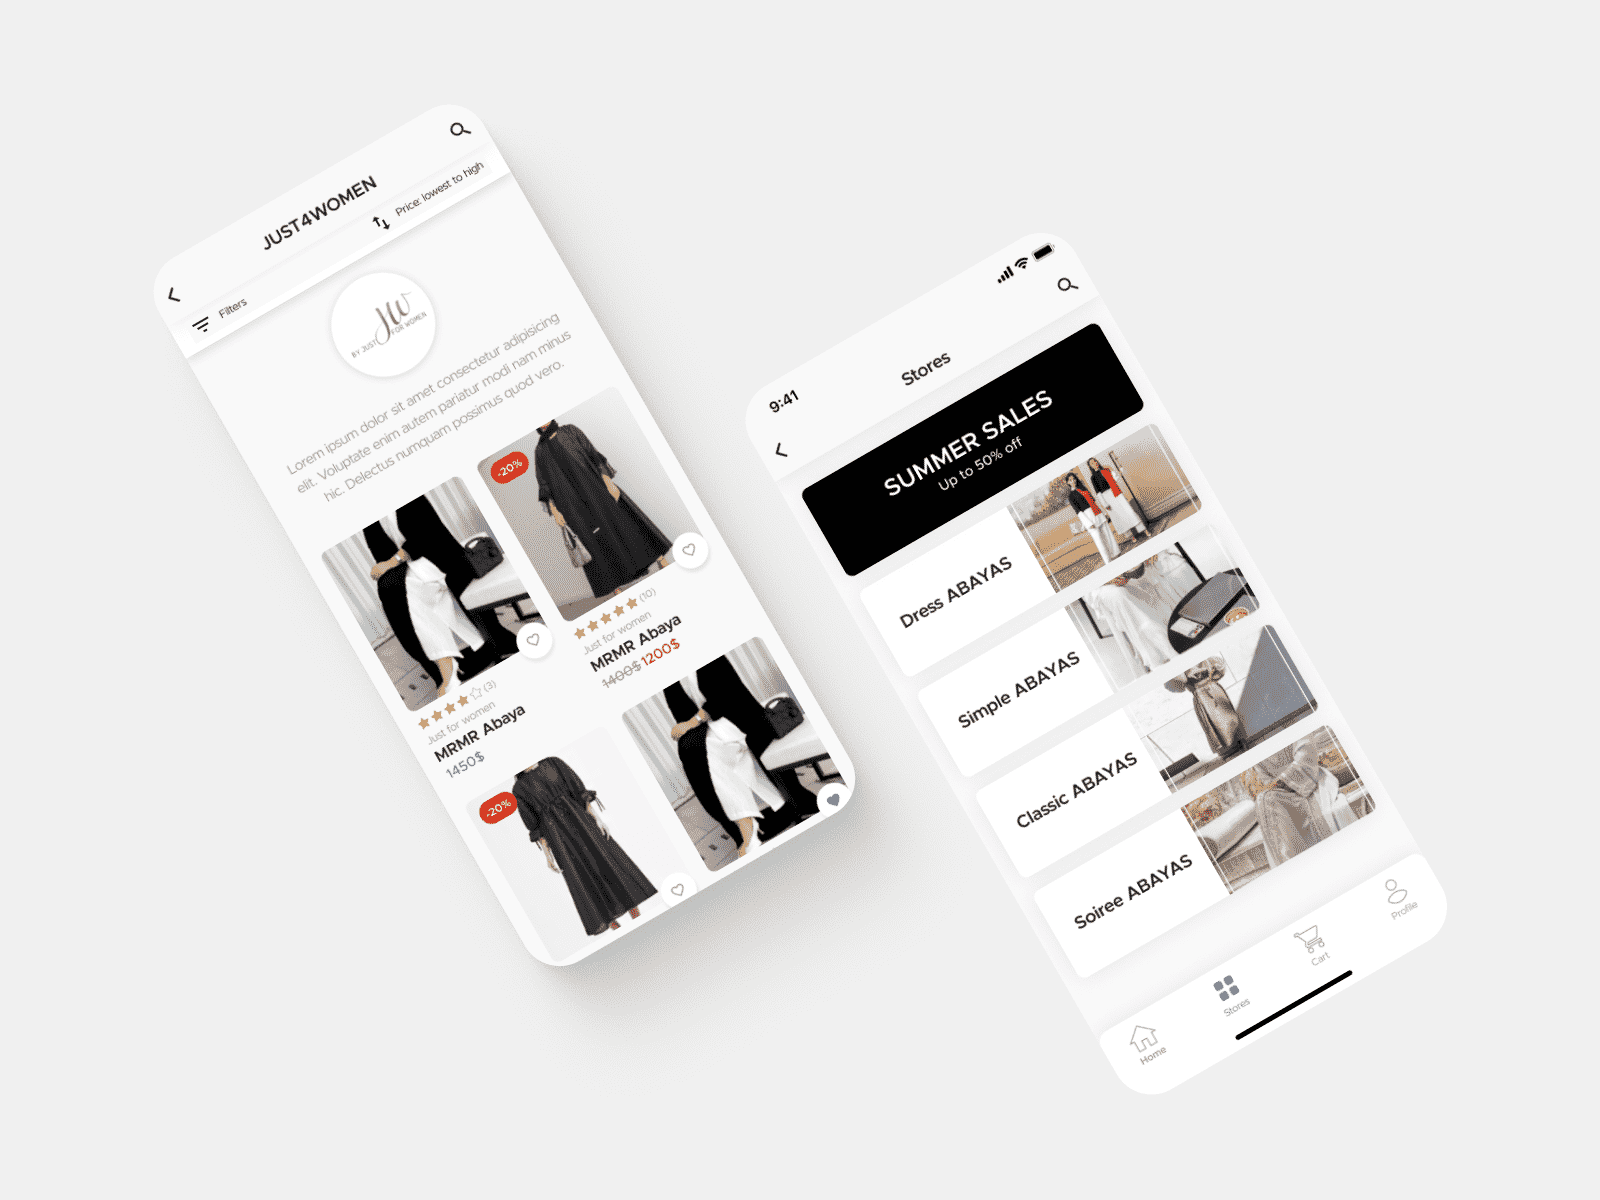 JUST4WOMEN
Filters
Price: lowest to high
JW
BY JUST FOR WOMEN
Lorem ipsum dolor sit amet consectetur adipisicing
elit. Voluptate enim autem pariatur modi nam minus
hic. Delectus numquam possimus quod vero.
(3)
Just for women
MRMR Abaya
1450$
-20%
(10)
Just for women
MRMR Abaya
1400$ 1200$
-20%
9:41
Stores
SUMMER SALES
Up to 50% off
Dress ABAYAS
Simple ABAYAS
Classic ABAYAS
Soiree ABAYAS
Home
Stores
Cart
Profile